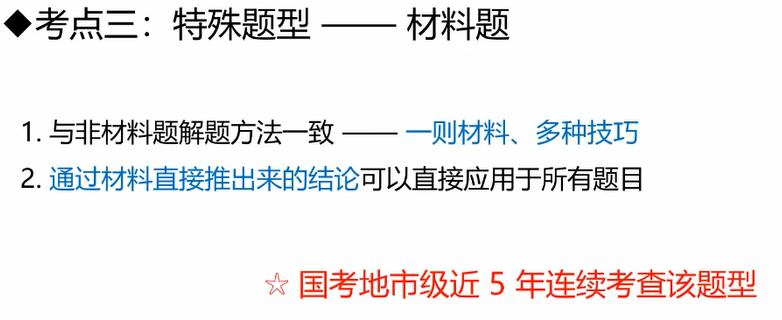 ◆考点三：特殊题型 —— 材料题
1. 与非材料题解题方法一致 —— 一则材料、多种技巧
2. 通过材料直接推出来的结论可以直接应用于所有题目
☆ 国考地市级近 5 年连续考查该题型